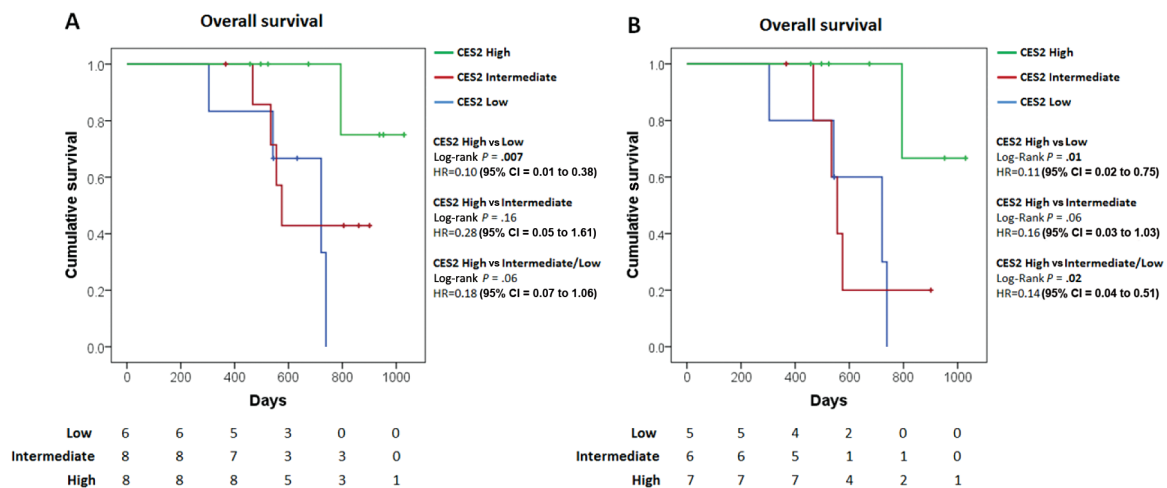 A
Overall survival
CES2 High
CES2 Intermediate
CES2 Low
CES2 High vs Low
Log-rank P = .007
HR=0.10 (95% CI = 0.01 to 0.38)
CES2 High vs Intermediate
Log-rank P = .16
HR=0.28 (95% CI = 0.05 to 1.61)
CES2 High vs Intermediate/Low
Log-rank P = .06
HR=0.18 (95% CI = 0.07 to 1.06)
Cumulative survival
1.0
0.8
0.6
0.4
0.2
0.0
0 200 400 600 800 1000
Days
Low 6 6 5 3 0 0
Intermediate 8 8 7 3 3 0
High 8 8 8 5 3 1
B
Overall survival
CES2 High
CES2 Intermediate
CES2 Low
CES2 High vs Low
Log-Rank P = .01
HR=0.11 (95% CI = 0.02 to 0.75)
CES2 High vs Intermediate
Log-Rank P = .06
HR=0.16 (95% CI = 0.03 to 1.03)
CES2 High vs Intermediate/Low
Log-Rank P = .02
HR=0.14 (95% CI = 0.04 to 0.51)
Cumulative survival
1.0
0.8
0.6
0.4
0.2
0.0
0 200 400 600 800 1000
Days
Low 5 5 4 2 0 0
Intermediate 6 6 5 1 1 0
High 7 7 7 4 2 1